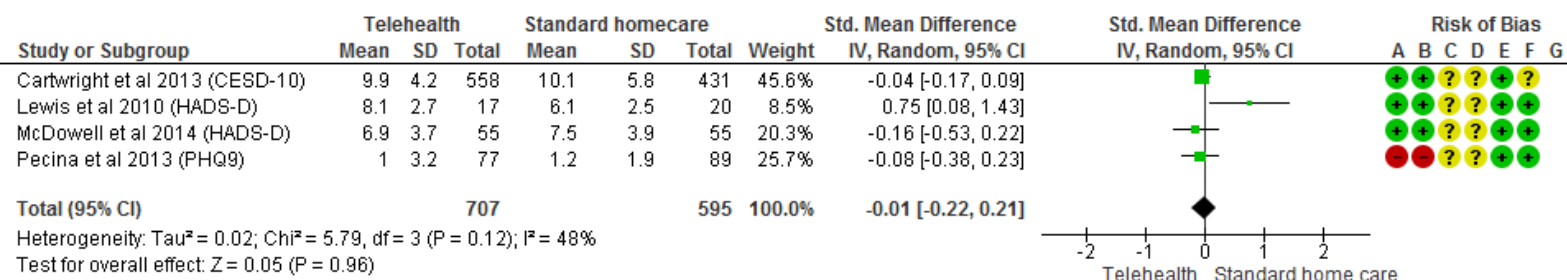 Telehealth Standard homecare Std. Mean Difference Std. Mean Difference Risk of Bias
Study or Subgroup Mean SD Total Mean SD Total Weight IV, Random, 95% CI IV, Random, 95% CI A B C D E F G
Cartwright et al 2013 (CESD-10) 9.9 4.2 558 10.1 5.8 431 45.6% -0.04 [-0.17, 0.09] + + ? ? + ?
Lewis et al 2010 (HADS-D) 8.1 2.7 17 6.1 2.5 20 8.5% 0.75 [0.08, 1.43] + + ? ? + +
McDowell et al 2014 (HADS-D) 6.9 3.7 55 7.5 3.9 55 20.3% -0.16 [-0.53, 0.22] + + ? ? + +
Pecina et al 2013 (PHQ9) 1 3.2 77 1.2 1.9 89 25.7% -0.08 [-0.38, 0.23] - - ? ? + +
Total (95% CI) 707 595 100.0% -0.01 [-0.22, 0.21]
Heterogeneity: Tau² = 0.02; Chi² = 5.79, df = 3 (P = 0.12); I² = 48%
Test for overall effect: Z = 0.05 (P = 0.96)
-2 -1 0 1 2
Telehealth Standard home care